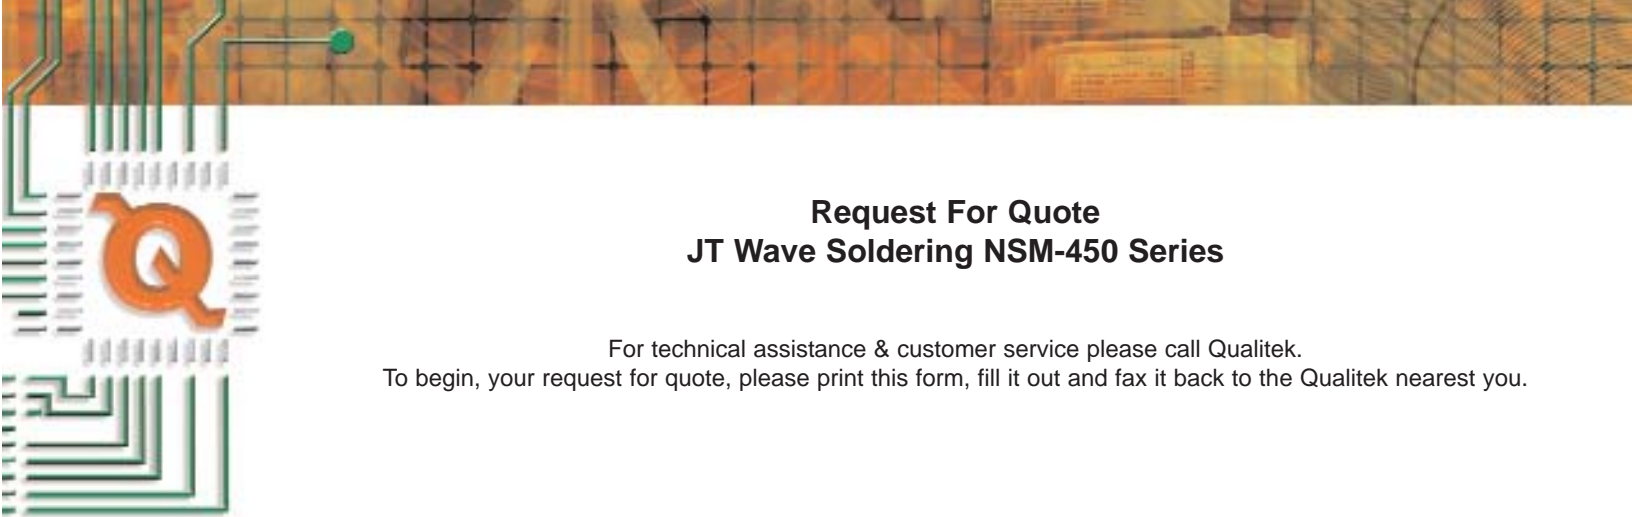 Request For Quote
JT Wave Soldering NSM-450 Series
For technical assistance & customer service please call Qualitek.
To begin, your request for quote, please print this form, fill it out and fax it back to the Qualitek nearest you.
Q